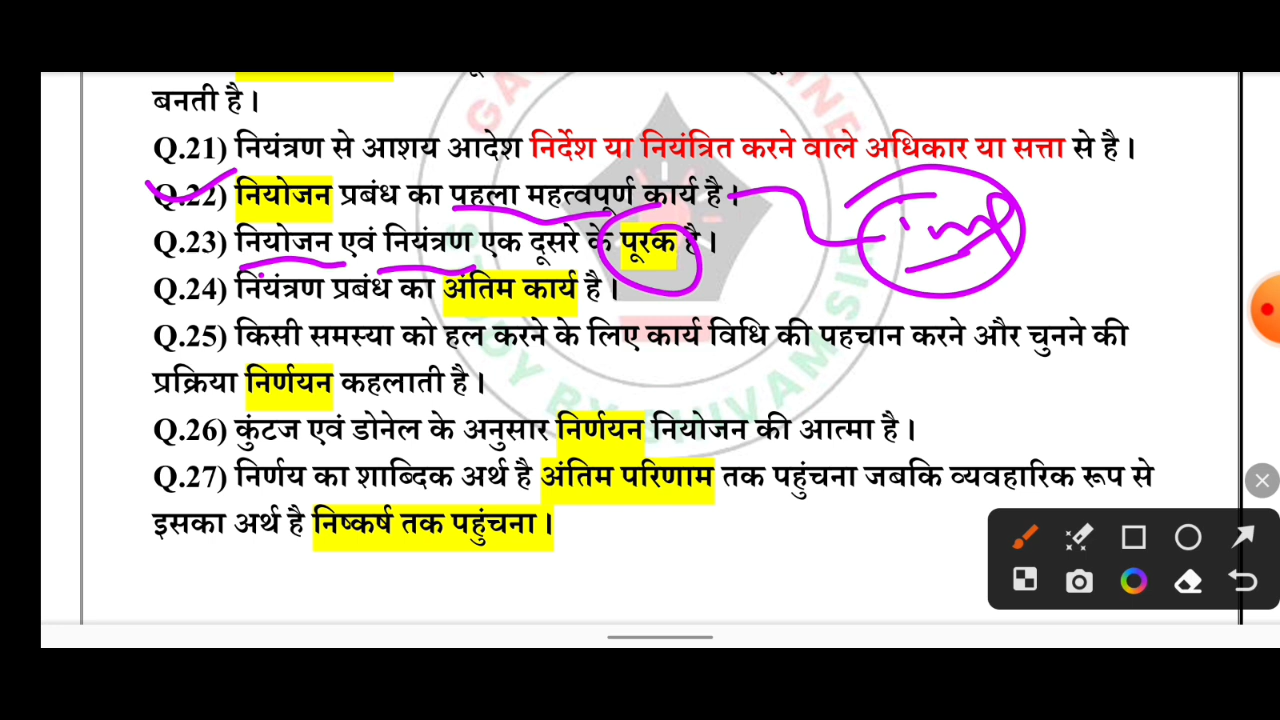 बनती है।
Q.21) नियंत्रण से आशय आदेश निर्देश या नियंत्रित करने वाले अधिकार या सत्ता से है।
Q.22) नियोजन प्रबंध का पहला महत्वपूर्ण कार्य है।
imp
Q.23) नियोजन एवं नियंत्रण एक दूसरे के पूरक है।
Q.24) नियंत्रण प्रबंध का अंतिम कार्य है।
Q.25) किसी समस्या को हल करने के लिए कार्य विधि की पहचान करने और चुनने की
प्रक्रिया निर्णयन कहलाती है।
Q.26) कुंटज एवं डोनेल के अनुसार निर्णयन नियोजन की आत्मा है।
Q.27) निर्णय का शाब्दिक अर्थ है अंतिम परिणाम तक पहुंचना जबकि व्यवहारिक रूप से
इसका अर्थ है निष्कर्ष तक पहुंचना।